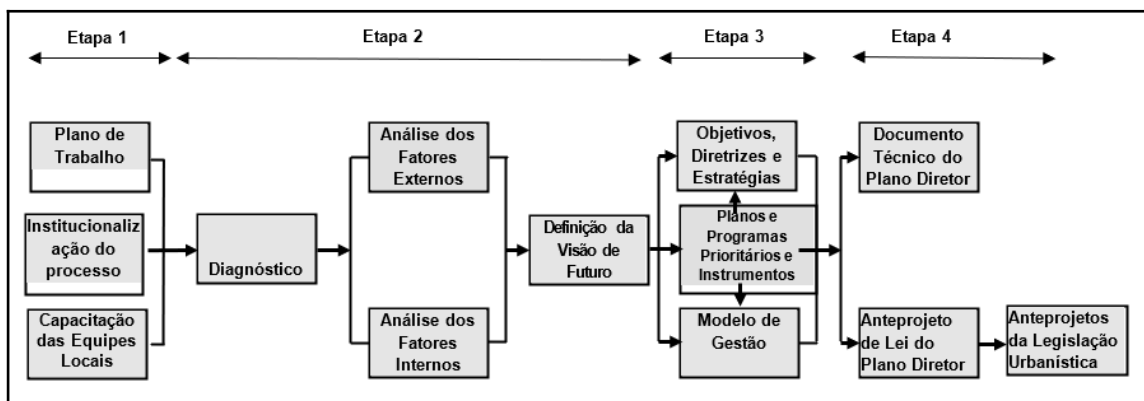 Etapa 1
Etapa 2
Etapa 3
Etapa 4
Plano de
Trabalho
Institucionaliz
ação do
processo
Capacitação
das Equipes
Locais
Diagnóstico
Análise dos
Fatores
Externos
Análise dos
Fatores
Internos
Definição da
Visão de
Futuro
Objetivos,
Diretrizes e
Estratégias
Planos e
Programas
Prioritários e
Instrumentos
Modelo de
Gestão
Documento
Técnico do
Plano Diretor
Anteprojeto
de Lei do
Plano Diretor
Anteprojetos
da Legislação
Urbanística